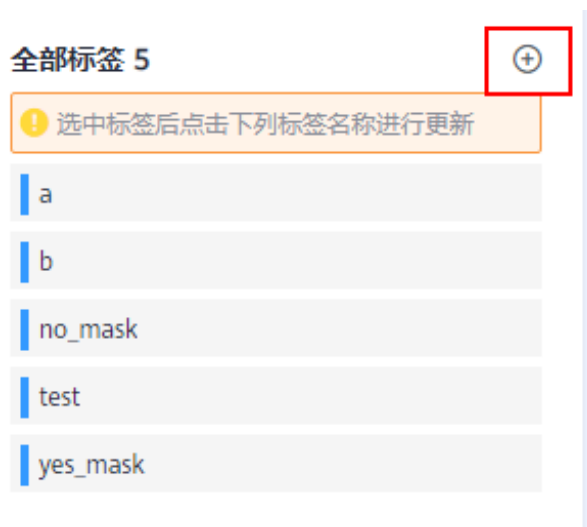 全部标签 5
选中标签后点击下列标签名称进行更新
a
b
no_mask
test
yes_mask